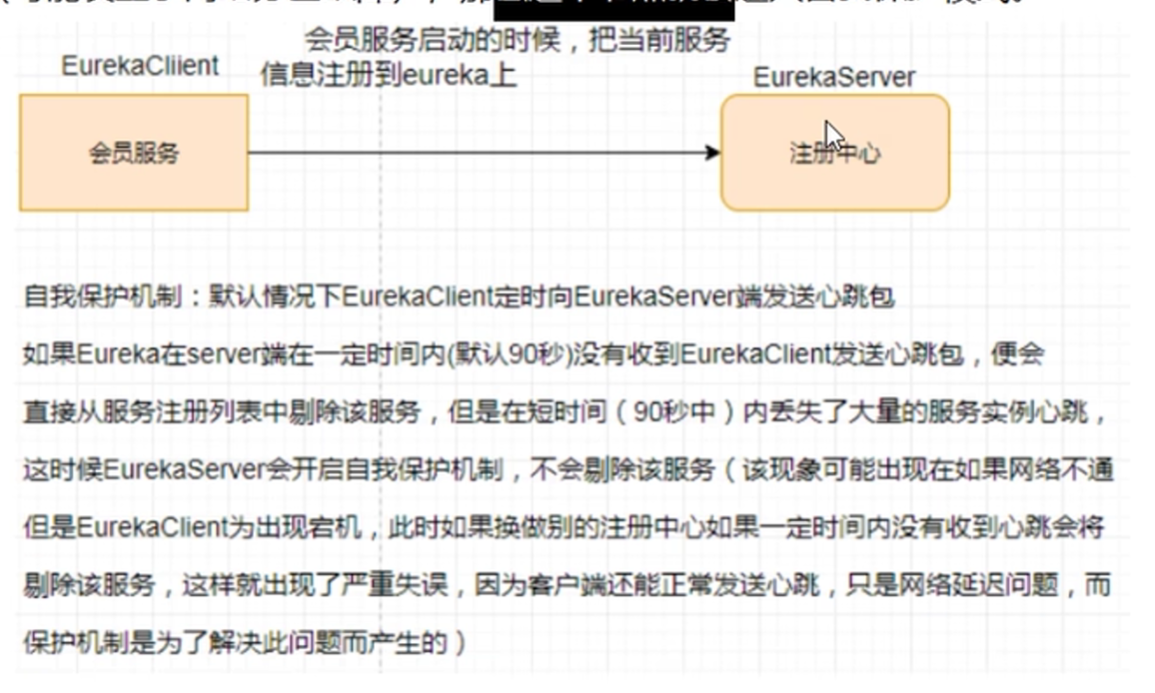 会员服务启动的时候，把当前服务
信息注册到eureka上
EurekaCliient
EurekaServer
会员服务
注册中心
自我保护机制：默认情况下EurekaClient定时向EurekaServer端发送心跳包
如果Eureka在server端在一定时间内(默认90秒)没有收到EurekaClient发送心跳包，便会
直接从服务注册列表中剔除该服务，但是在短时间（90秒中）内丢失了大量的服务实例心跳，
这时候EurekaServer会开启自我保护机制，不会剔除该服务（该现象可能出现在如果网络不通
但是EurekaClient为出现宕机，此时如果换做别的注册中心如果一定时间内没有收到心跳会将
剔除该服务，这样就出现了严重失误，因为客户端还能正常发送心跳，只是网络延迟问题，而
保护机制是为了解决此问题而产生的）